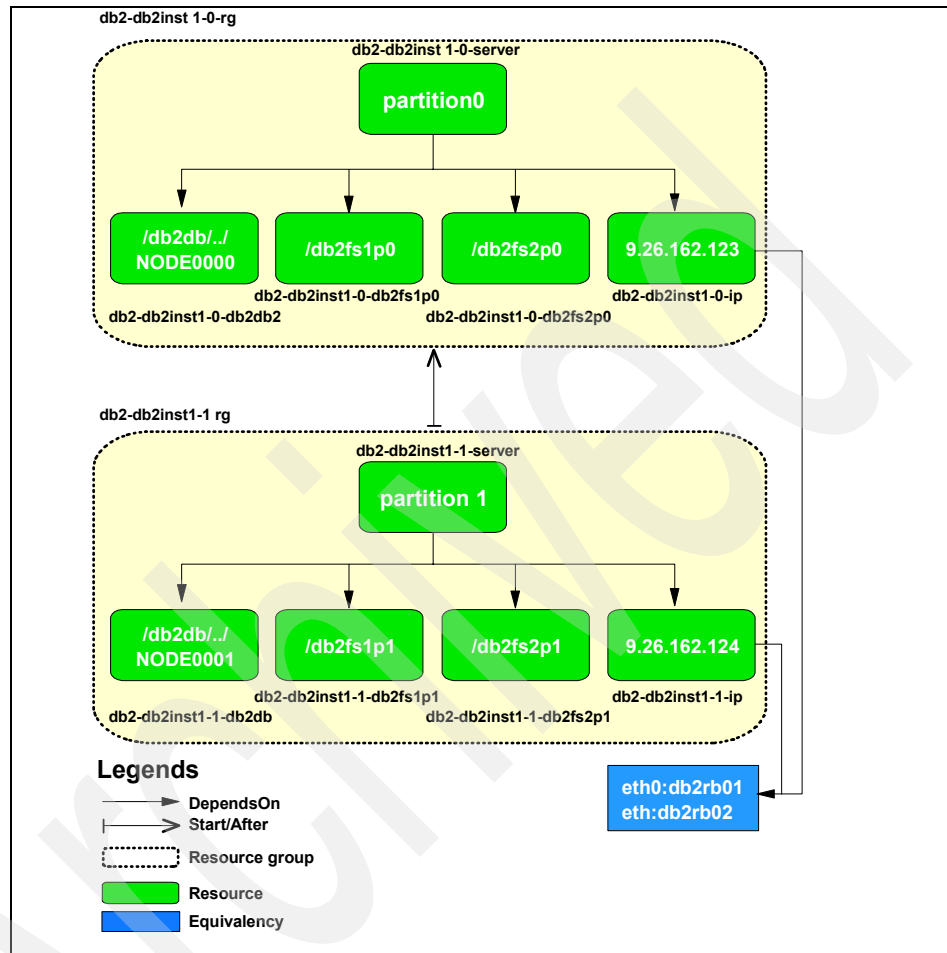 db2-db2inst 1-0-rg
db2-db2inst 1-0-server
partition0
/db2db/../
NODE0000
/db2fs1p0
/db2fs2p0
9.26.162.123
db2-db2inst1-0-db2fs1p0
db2-db2inst1-0-ip
db2-db2inst1-0-db2db2
db2-db2inst1-0-db2fs2p0
db2-db2inst1-1 rg
db2-db2inst1-1-server
partition 1
/db2db/../
NODE0001
/db2fs1p1
/db2fs2p1
9.26.162.124
db2-db2inst1-1-db2fs1p1
db2-db2inst1-1-ip
db2-db2inst1-1-db2db
db2-db2inst1-1-db2fs2p1
Legends
DependsOn
Start/After
Resource group
Resource
Equivalency
eth0:db2rb01
eth:db2rb02
Archived